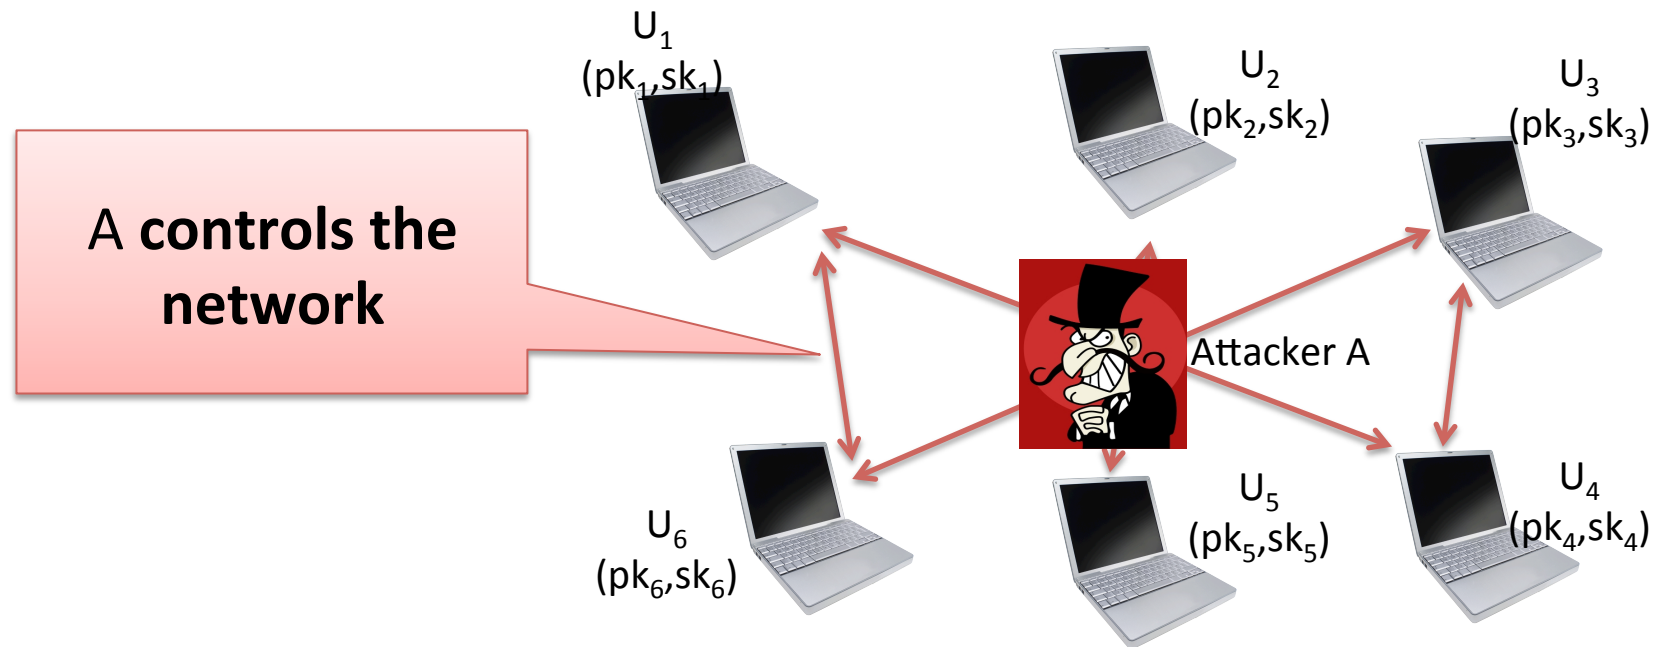 U₁
(pk₁,sk₁)
U₂
(pk₂,sk₂)
U₃
(pk₃,sk₃)
A controls the
network
Attacker A
U₆
(pk₆,sk₆)
U₅
(pk₅,sk₅)
U₄
(pk₄,sk₄)